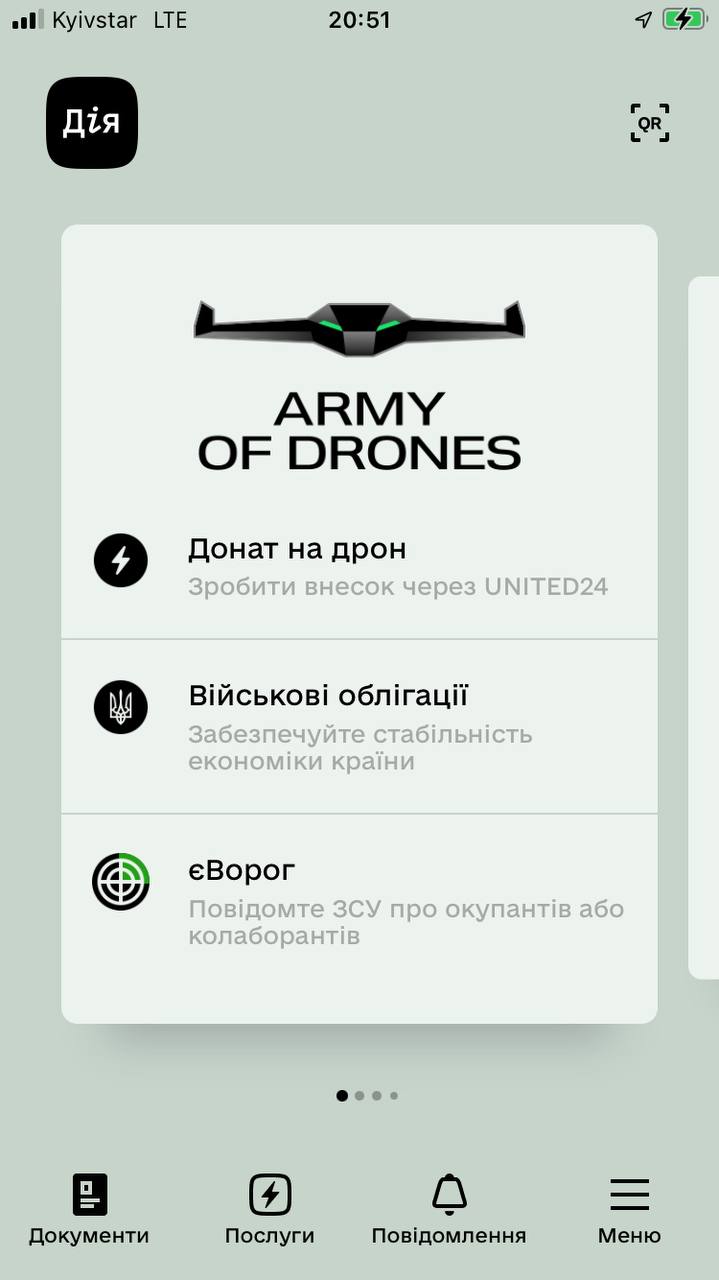 Kyivstar LTE 20:51
Дія
QR
ARMY
OF DRONES
Донат на дрон
Зробити внесок через UNITED24
Військові облігації
Забезпечуйте стабільність
економіки країни
єВорог
Повідомте ЗСУ про окупантів або
колаборантів
Документи Послуги Повідомлення Меню